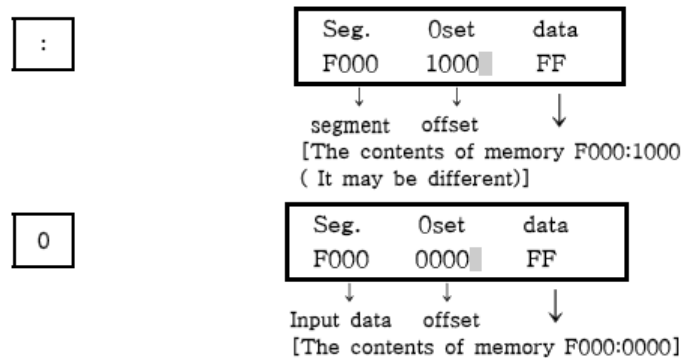 :
Seg. 0set data
F000 1000 FF
↓ ↓ ↓
segment offset
[The contents of memory F000:1000
( It may be different)]
0
Seg. 0set data
F000 0000 FF
↓ ↓ ↓
Input data offset
[The contents of memory F000:0000]